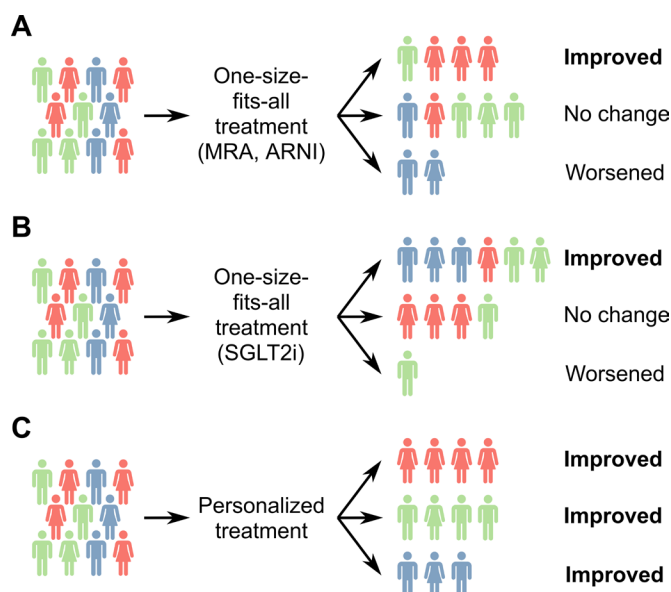 A
One-size-
fits-all
treatment
(MRA, ARNI)
Improved
No change
Worsened
B
One-size-
fits-all
treatment
(SGLT2i)
Improved
No change
Worsened
C
Personalized
treatment
Improved
Improved
Improved